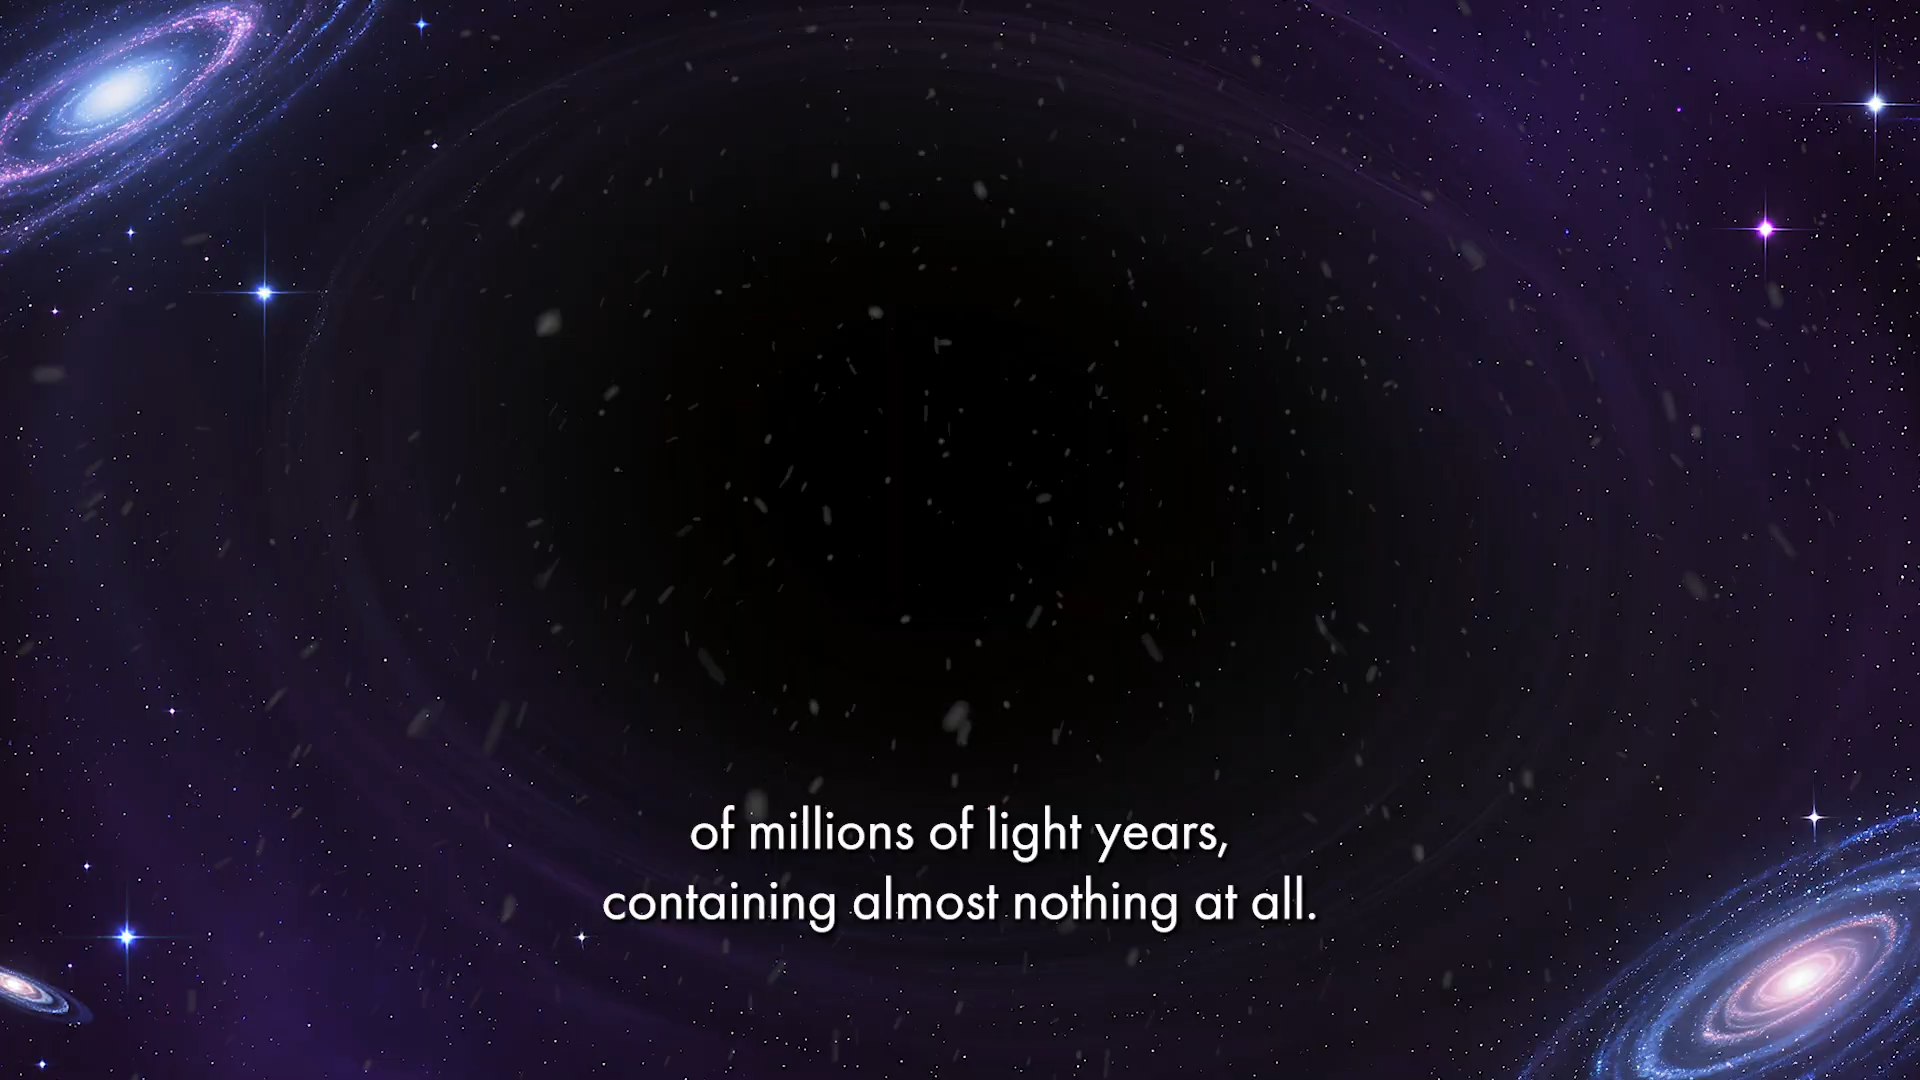 of millions of light years,
containing almost nothing at all.